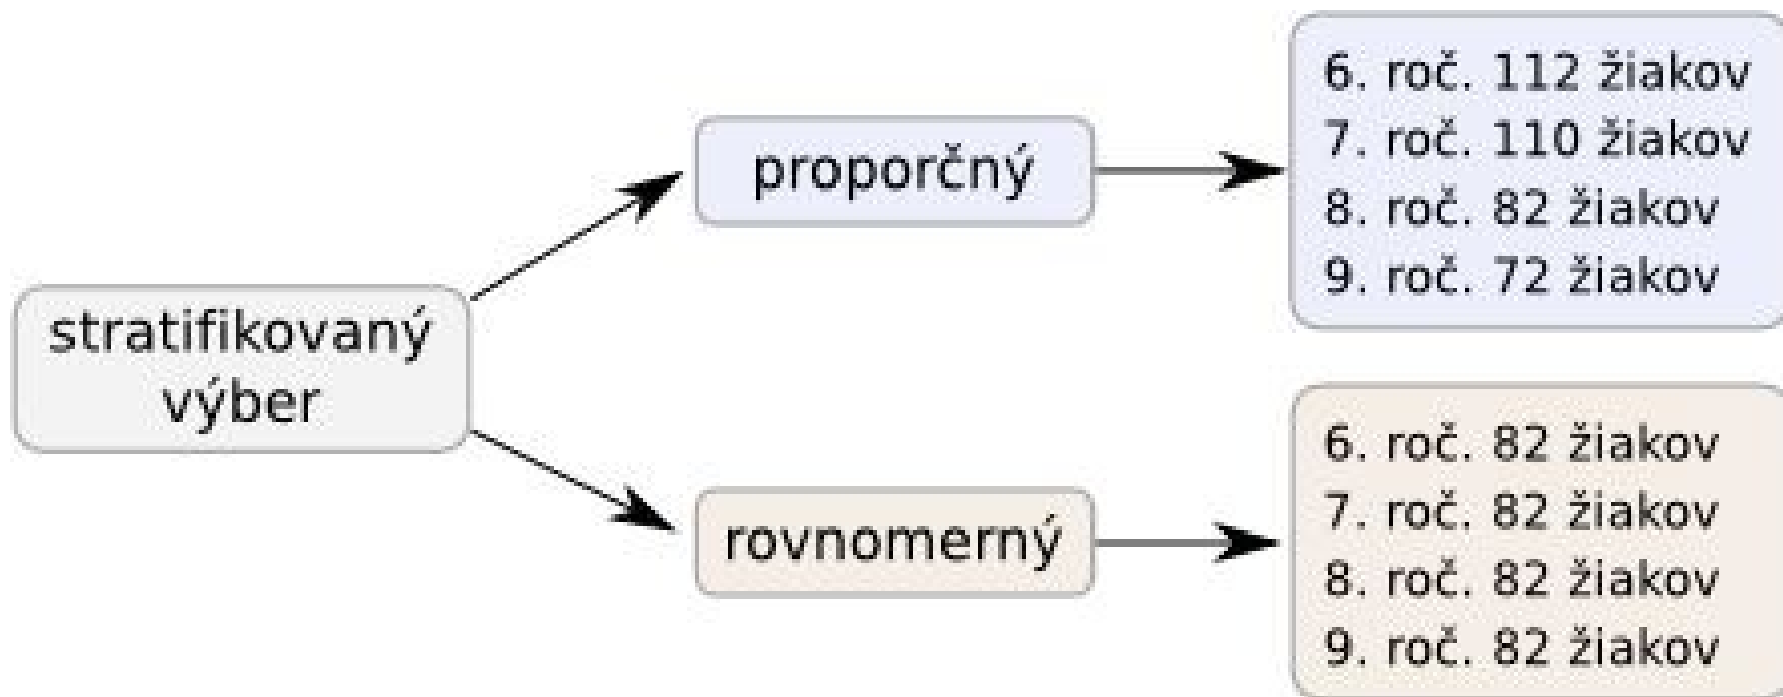 stratifikovaný
výber
proporčný
6. roč. 112 žiakov
7. roč. 110 žiakov
8. roč. 82 žiakov
9. roč. 72 žiakov
rovnomerný
6. roč. 82 žiakov
7. roč. 82 žiakov
8. roč. 82 žiakov
9. roč. 82 žiakov